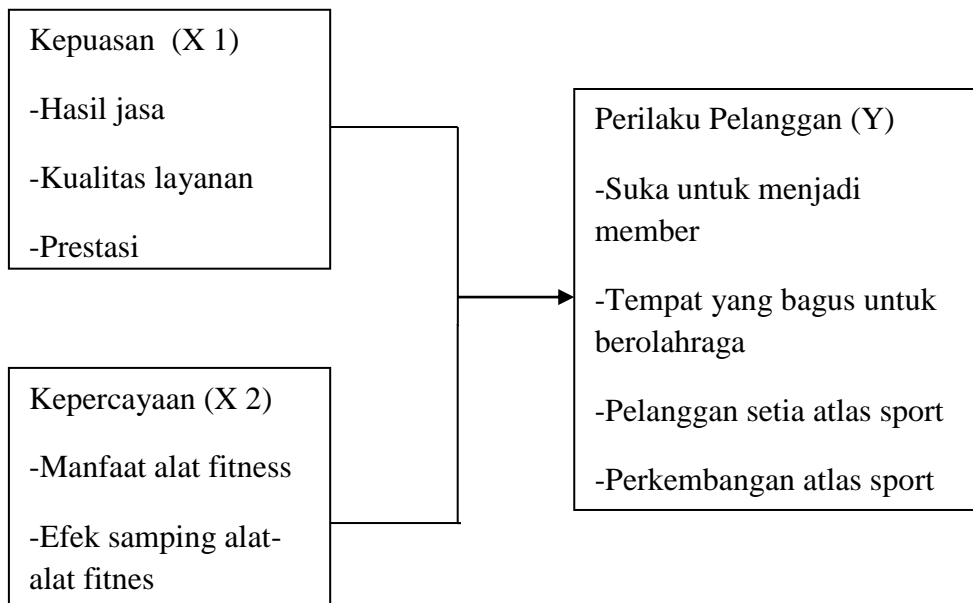 Kepuasan (X 1)
-Hasil jasa
-Kualitas layanan
-Prestasi
Kepercayaan (X 2)
-Manfaat alat fitness
-Efek samping alat-
alat fitnes
Perilaku Pelanggan (Y)
-Suka untuk menjadi
member
-Tempat yang bagus untuk
berolahraga
-Pelanggan setia atlas sport
-Perkembangan atlas sport